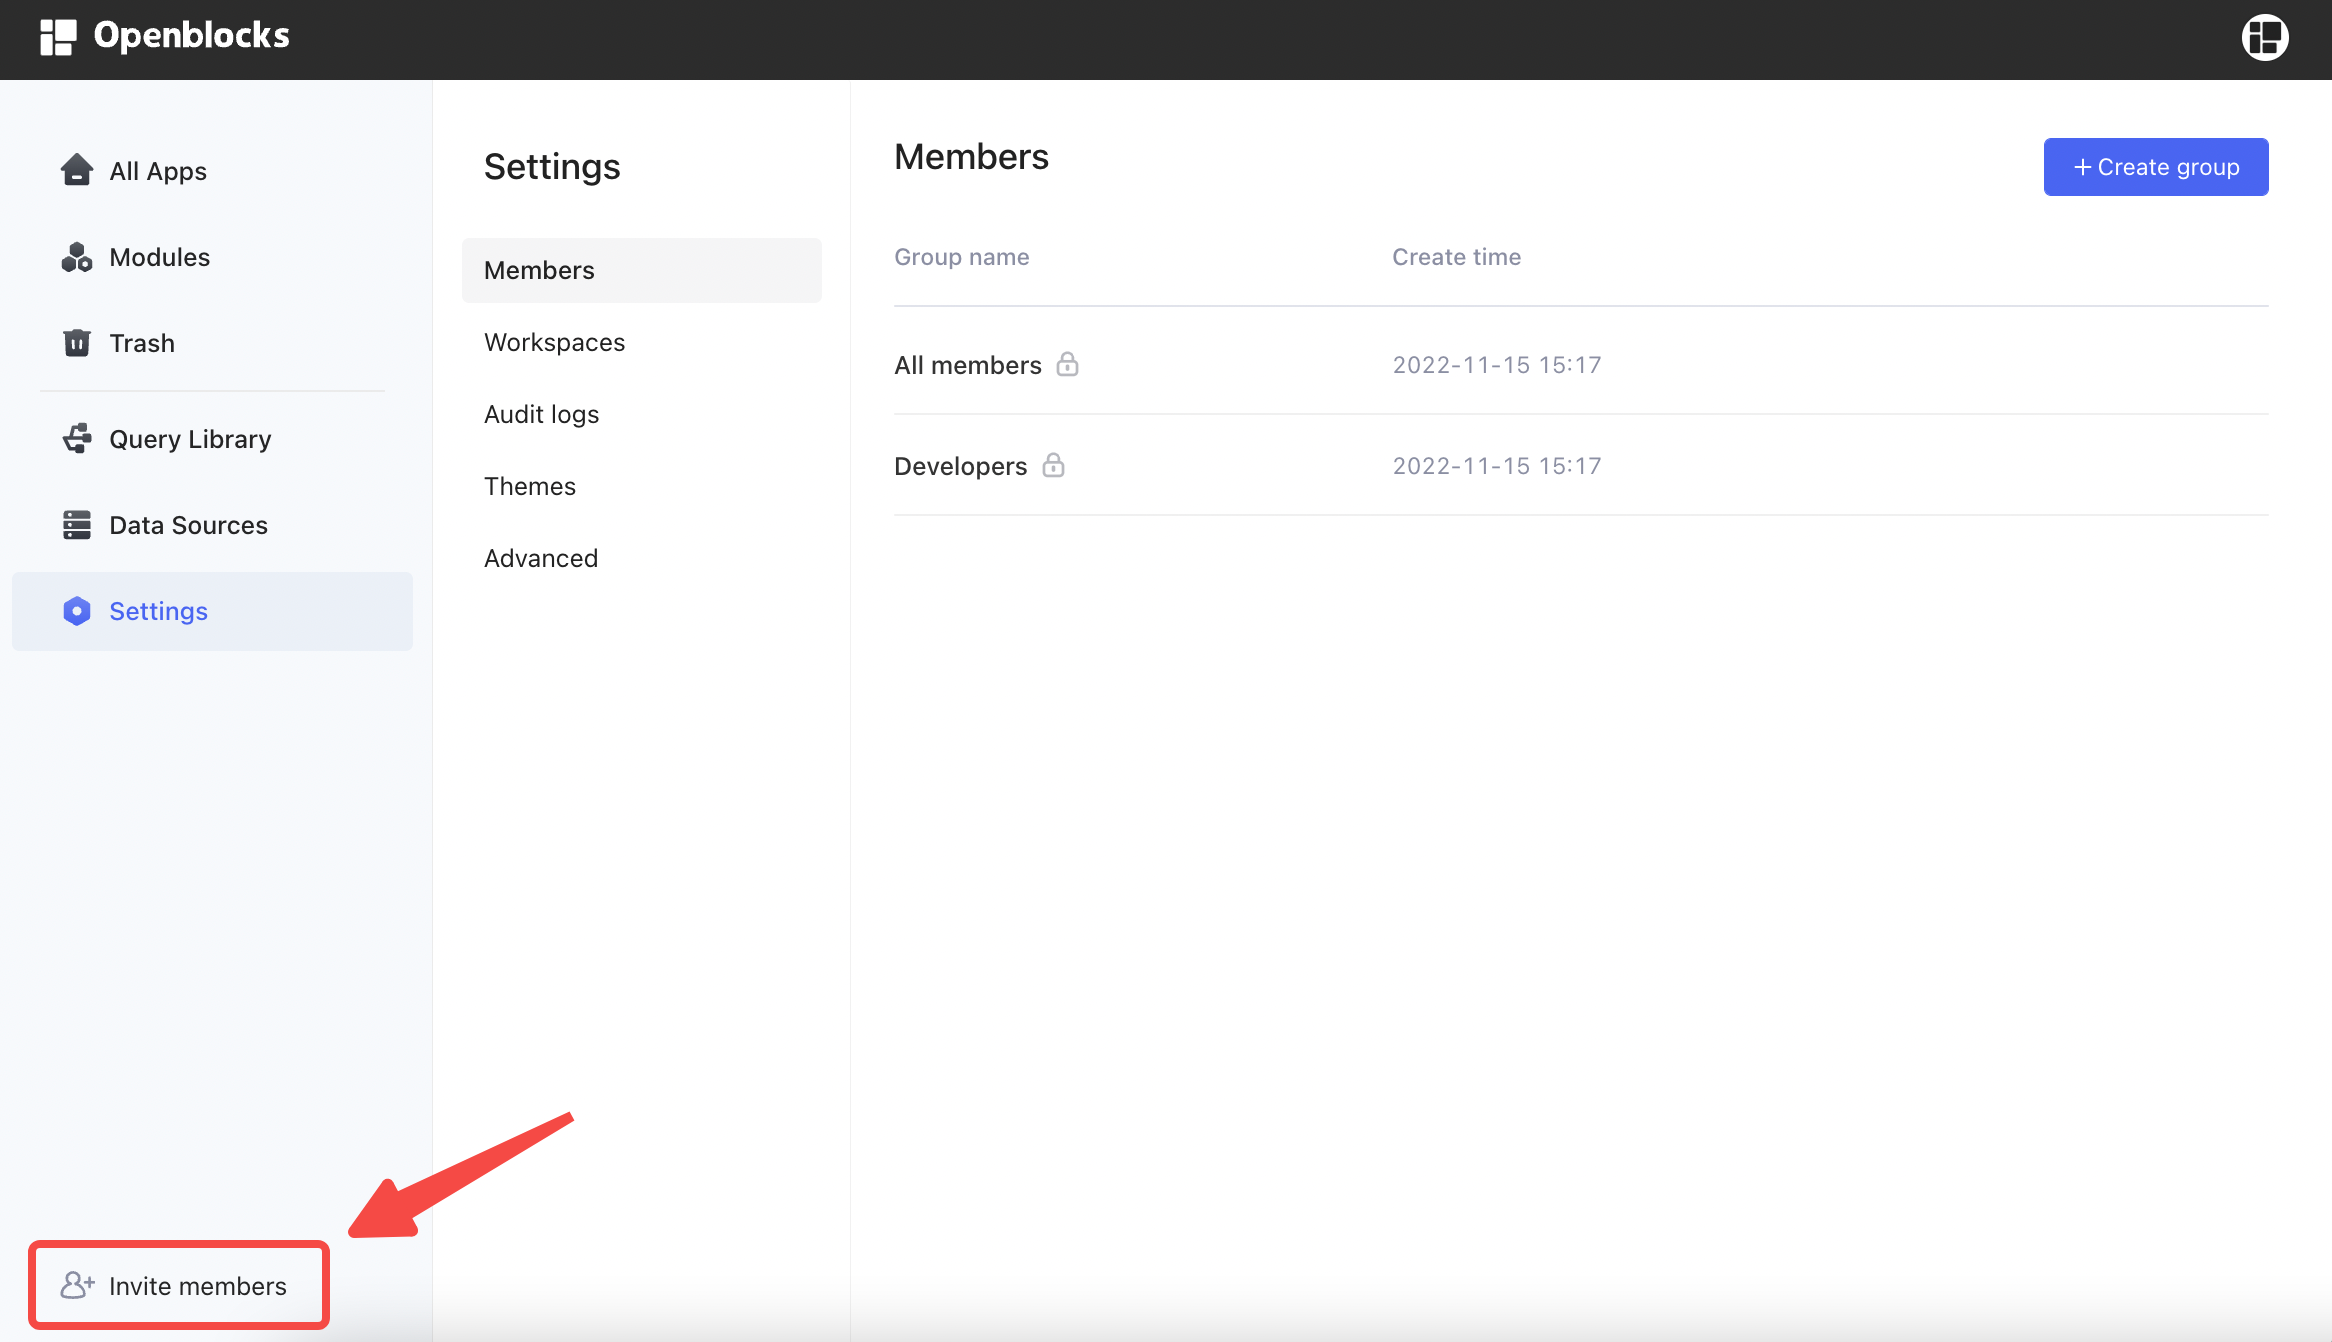 Openblocks
All Apps
Modules
Trash
Query Library
Data Sources
Settings
Invite members
Settings
Members
Workspaces
Audit logs
Themes
Advanced
Members
+ Create group
Group name Create time
All members 2022-11-15 15:17
Developers 2022-11-15 15:17